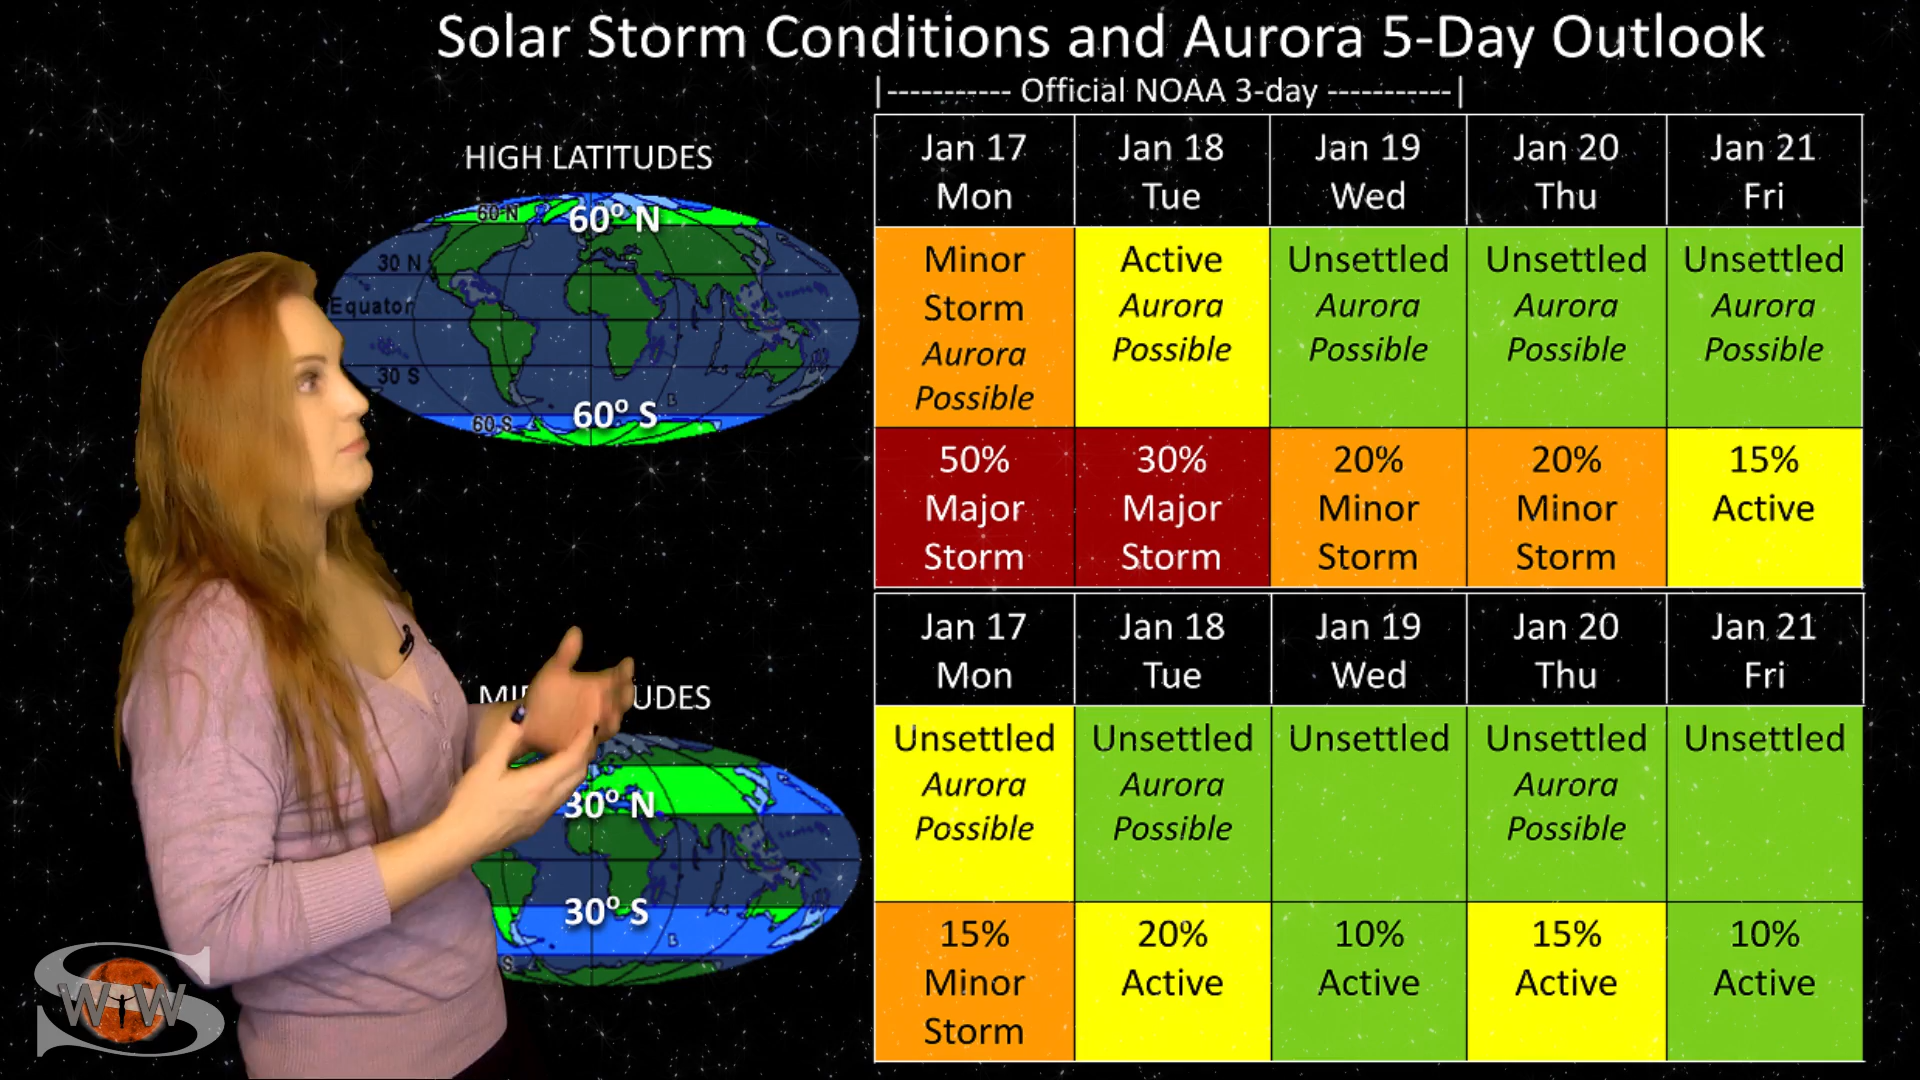 Solar Storm Conditions and Aurora 5-Day Outlook
|----------- Official NOAA 3-day -----------|
HIGH LATITUDES
60 N
60º N
30 N
Equator
30 S
60 S
60º S
Jan 17 Jan 18 Jan 19 Jan 20 Jan 21
Mon Tue Wed Thu Fri
Minor
Storm
Aurora
Possible
Active
Aurora
Possible
Unsettled
Aurora
Possible
Unsettled
Aurora
Possible
Unsettled
Aurora
Possible
50%
Major
Storm
30%
Major
Storm
20%
Minor
Storm
20%
Minor
Storm
15%
Active
30º N
30º S
Jan 17 Jan 18 Jan 19 Jan 20 Jan 21
Mon Tue Wed Thu Fri
Unsettled
Aurora
Possible
Unsettled
Aurora
Possible
Unsettled
Unsettled
Aurora
Possible
Unsettled
15%
Minor
Storm
20%
Active
10%
Active
15%
Active
10%
Active
S
WTW